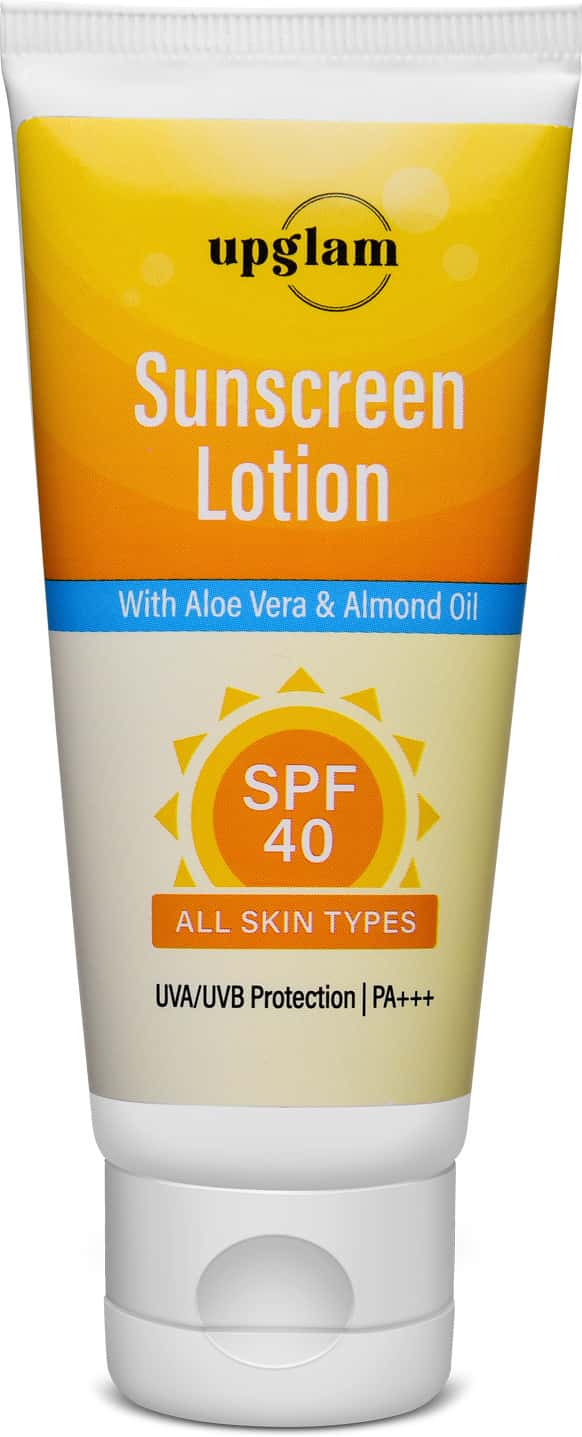 upglam
Sunscreen
Lotion
With Aloe Vera & Almond Oil
SPF
40
ALL SKIN TYPES
UVA/UVB Protection | PA+++